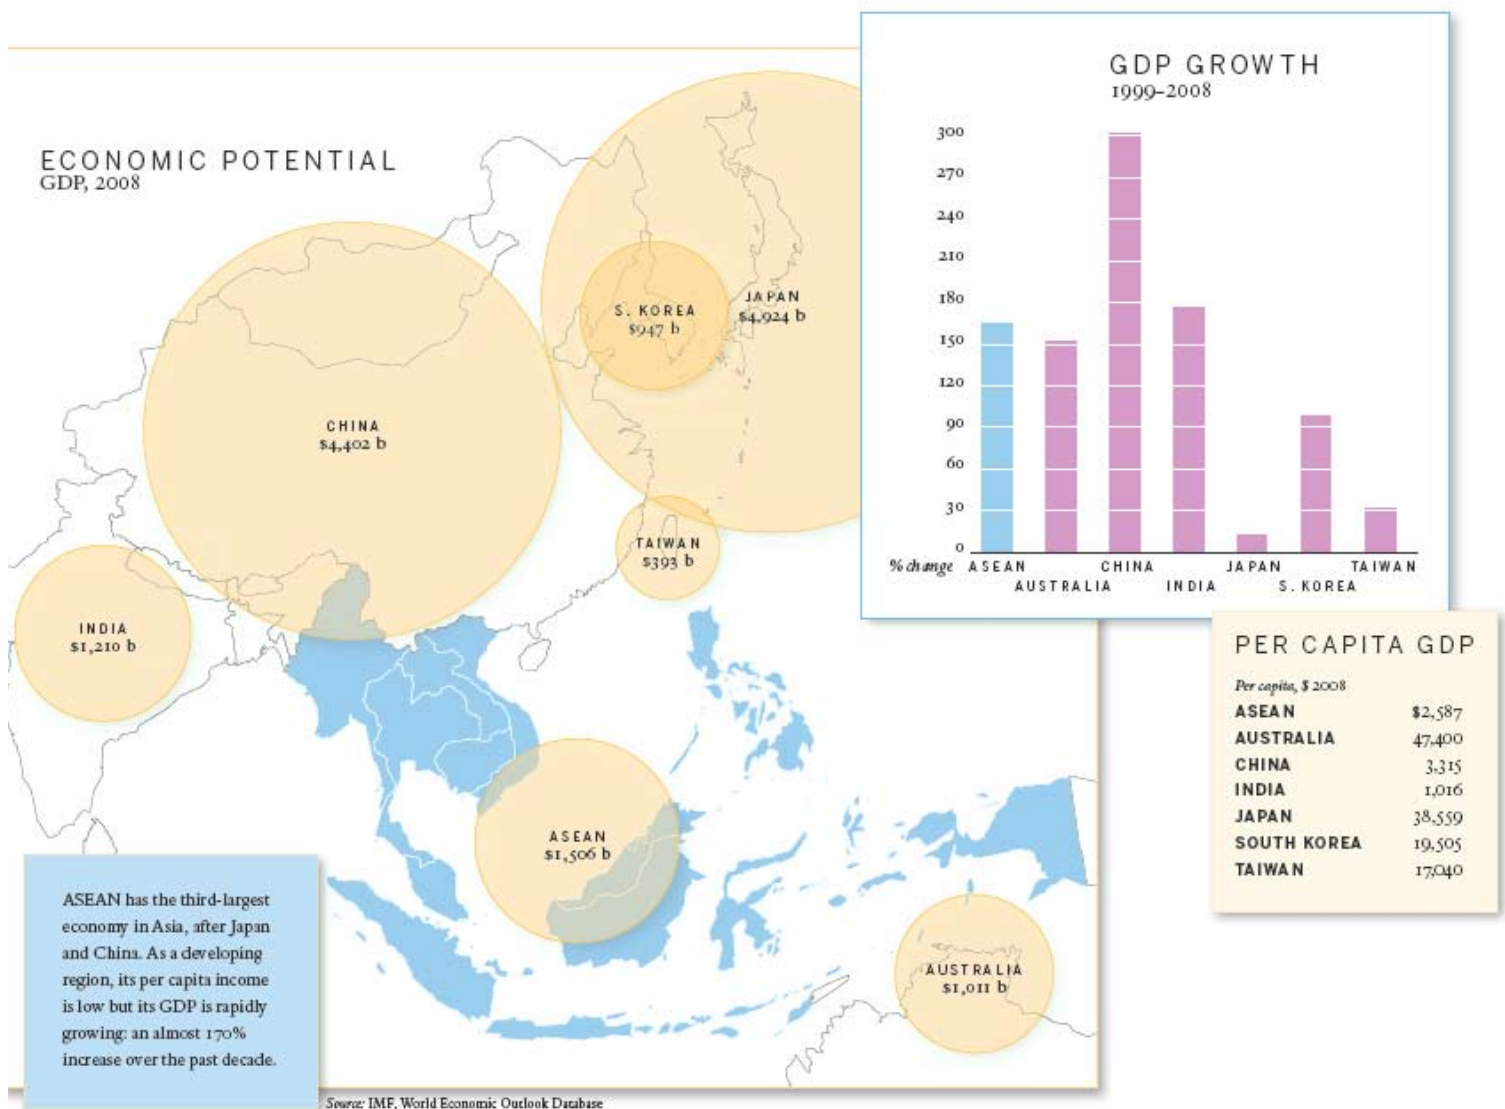 ECONOMIC POTENTIAL
GDP, 2008
S. KOREA
$947 b
JAPAN
$4,924 b
CHINA
$4,402 b
TAIWAN
$393 b
INDIA
$1,210 b
ASEAN
$1,506 b
AUSTRALIA
$1,011 b
ASEAN has the third-largest
economy in Asia, after Japan
and China. As a developing
region, its per capita income
is low but its GDP is rapidly
growing: an almost 170%
increase over the past decade.
Source: IMF, World Economic Outlook Database
GDP GROWTH
1999–2008
300
270
240
210
180
150
120
90
60
30
0
% change ASEAN CHINA JAPAN TAIWAN
AUSTRALIA INDIA S. KOREA
PER CAPITA GDP
Per capita, $ 2008
ASEAN $2,587
AUSTRALIA 47,400
CHINA 3,315
INDIA 1,016
JAPAN 38,559
SOUTH KOREA 19,505
TAIWAN 17,040